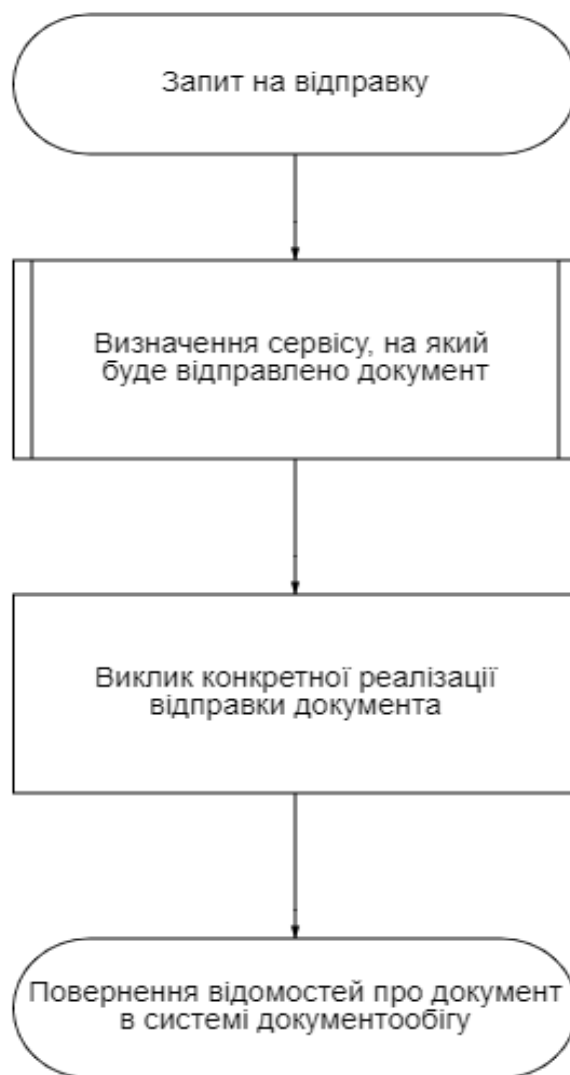 Запит на відправку
Визначення сервісу, на який
буде відправлено документ
Виклик конкретної реалізації
відправки документа
Повернення відомостей про документ
в системі документообігу